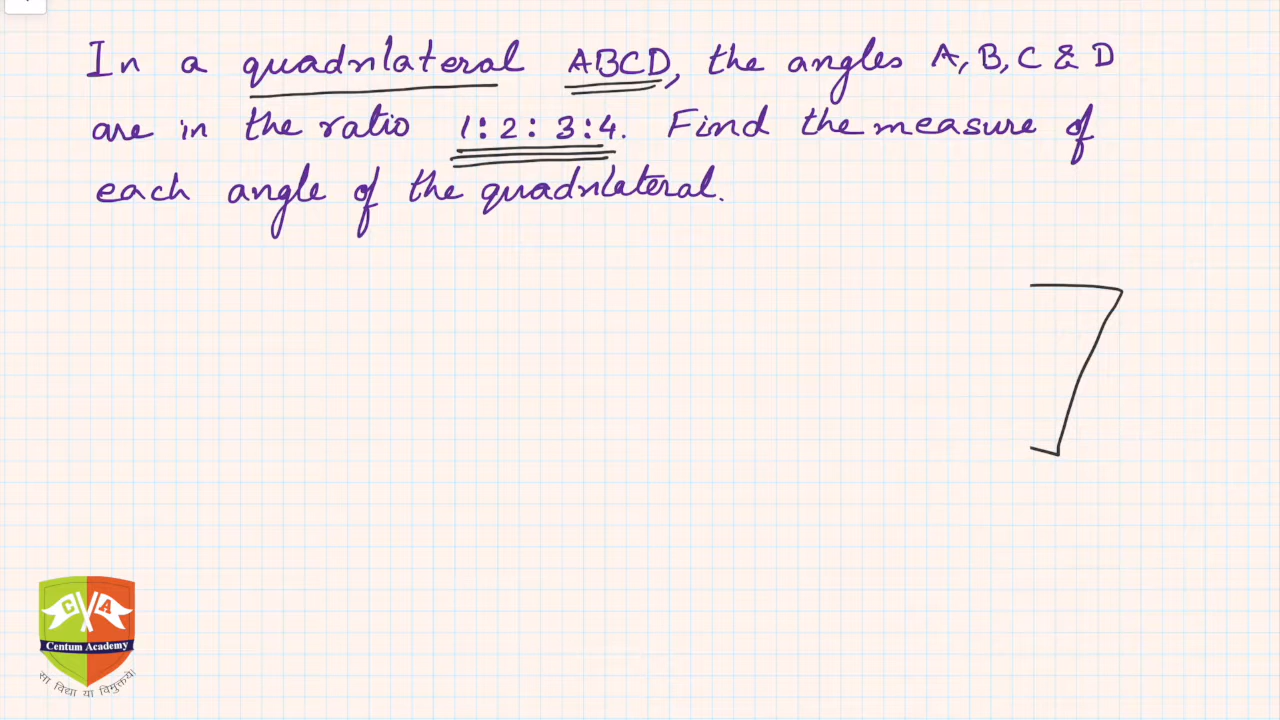 In a quadrilateral ABCD, the angles A, B, C & D
are in the ratio 1 : 2 : 3 : 4. Find the measure of
each angle of the quadrilateral.
C A
Centum Academy
सा विद्या या विमुक्तये।